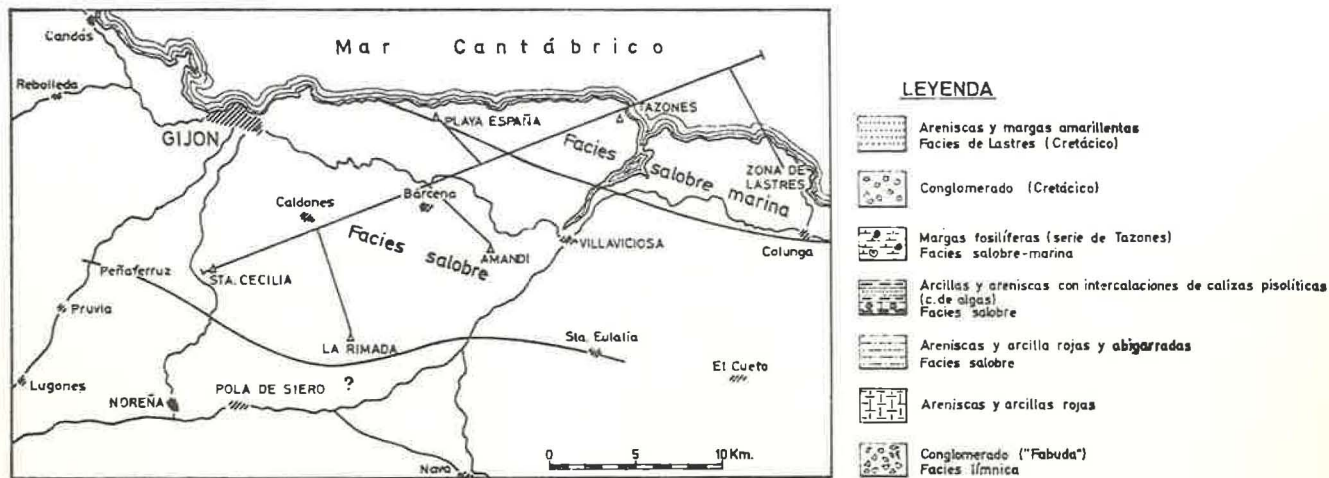 Mar Cantábrico
Candás
Rebolleda
GIJON
PLAYA ESPAÑA
TAZONES
Facies salobre marina
ZONA DE
LASTRES
Bárcena
Caldones
Facies salobre
VILLAVICIOSA
Colunga
AMANDI
STA. CECILIA
Peñaferruz
Pruvia
LA RIMADA
Sta. Eulalia
El Cueto
Lugones
NOREÑA
POLA DE SIERO
?
Nava
0 5 10 Km.
LEYENDA
Areniscas y margas amarillentas
Facies de Lastres (Cretácico)
Conglomerado (Cretácico)
Margas fosilíferas (serie de Tazones)
Facies salobre-marina
Arcillas y areniscas con intercalaciones de calizas pisolíticas
(c. de algas)
Facies salobre
Areniscas y arcilla rojas y abigarradas
Facies salobre
Areniscas y arcillas rojas
Conglomerado ("Fabuda")
Facies límnica